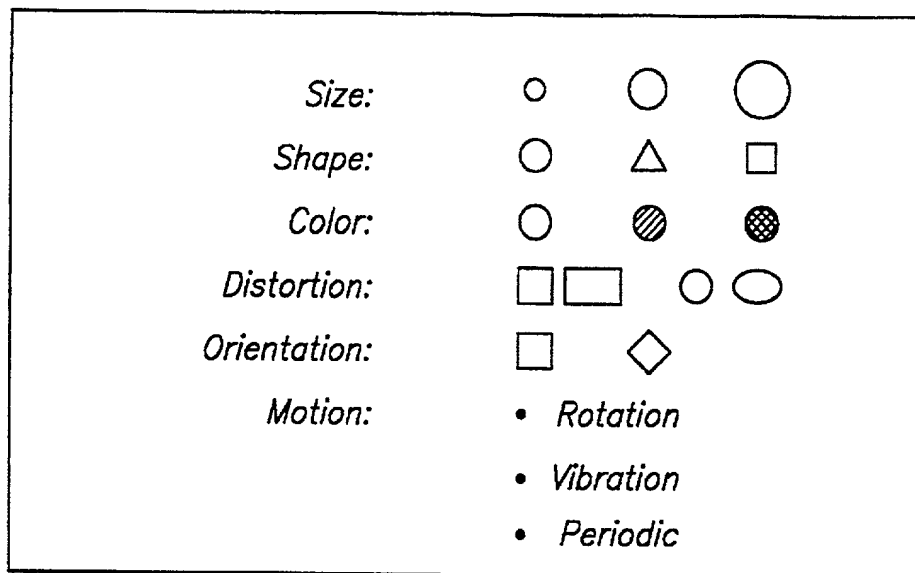 Size:
Shape:
Color:
Distortion:
Orientation:
Motion: • Rotation
• Vibration
• Periodic